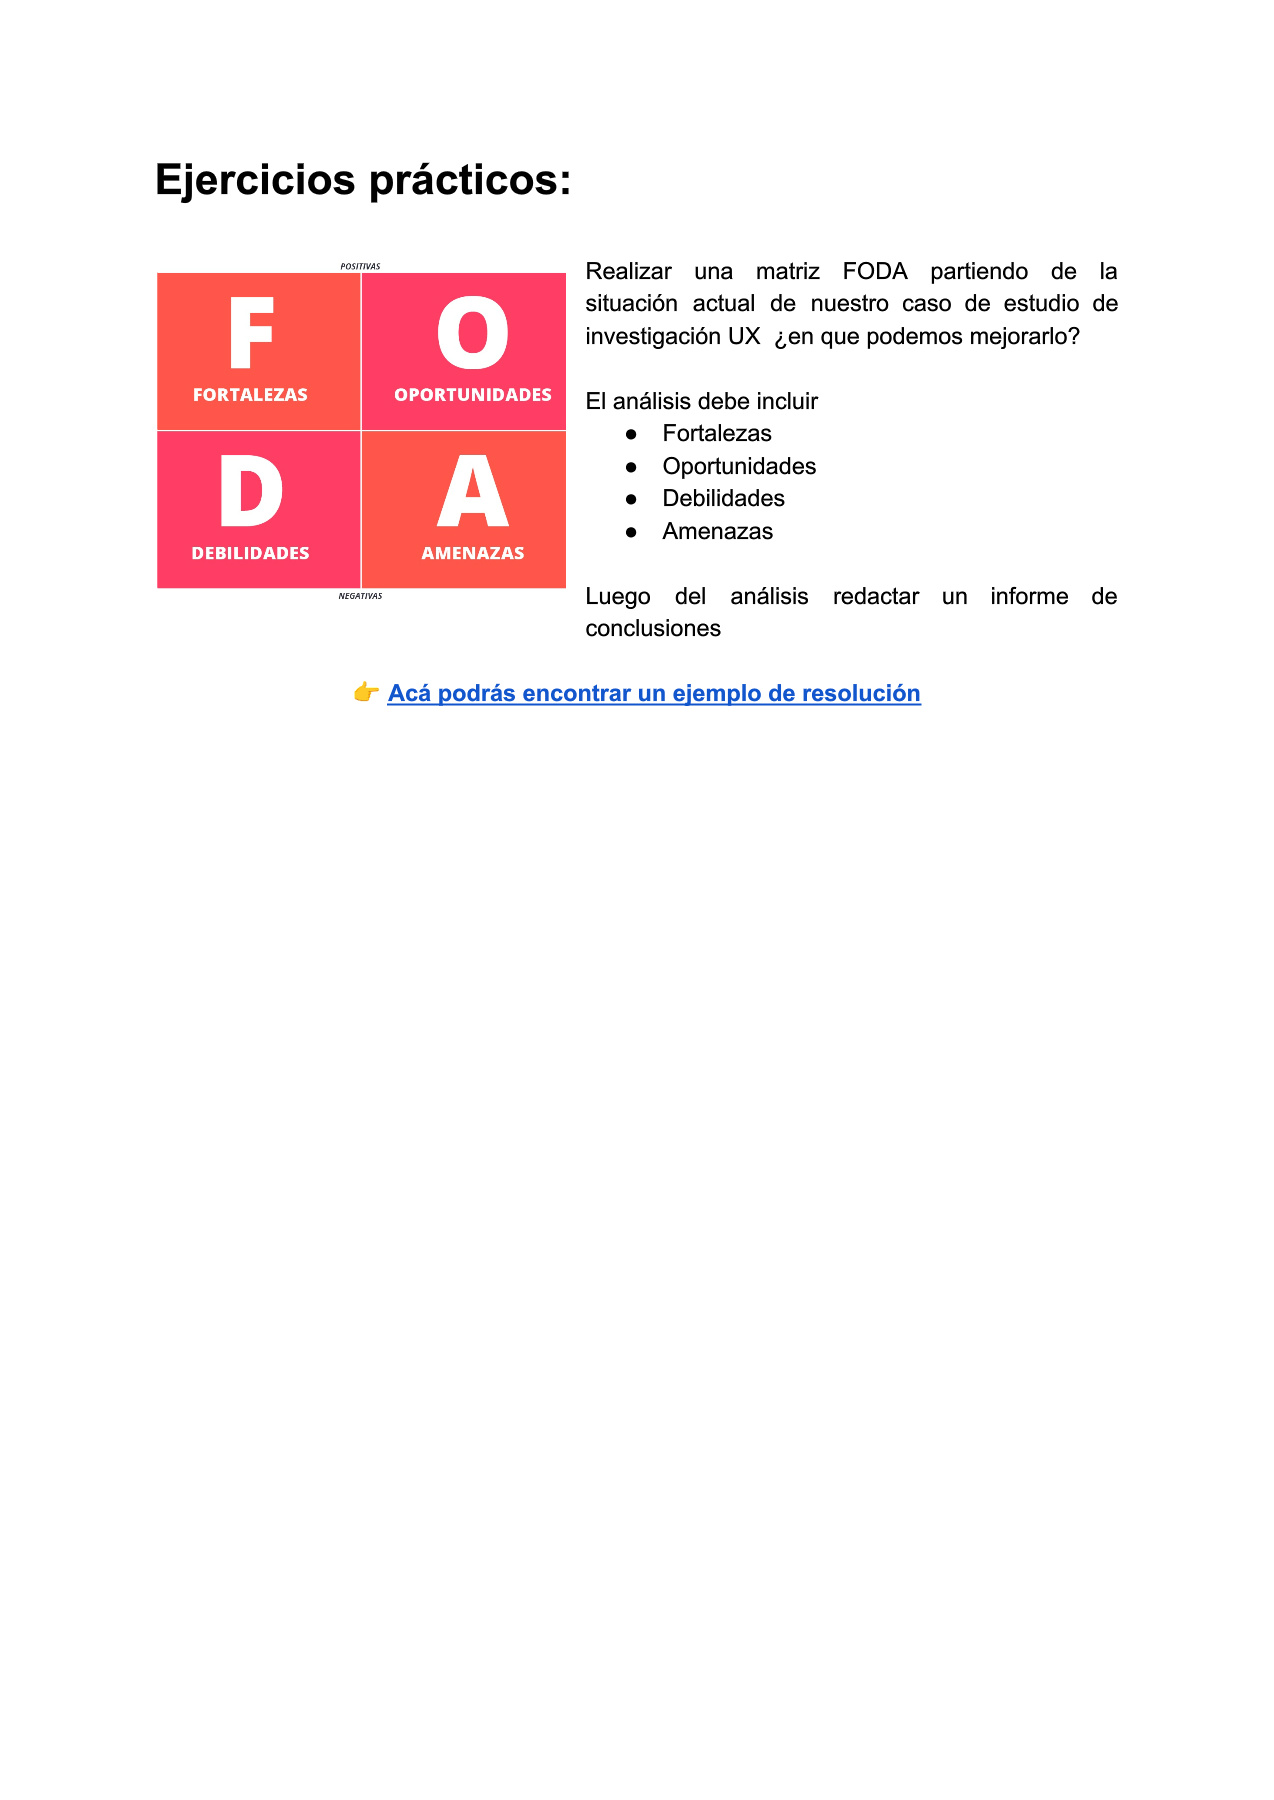 Ejercicios prácticos:
POSITIVAS
F
FORTALEZAS
O
OPORTUNIDADES
D
DEBILIDADES
A
AMENAZAS
NEGATIVAS
Realizar una matriz FODA partiendo de la
situación actual de nuestro caso de estudio de
investigación UX ¿en que podemos mejorarlo?
El análisis debe incluir
● Fortalezas
● Oportunidades
● Debilidades
● Amenazas
Luego del análisis redactar un informe de
conclusiones
👉 Acá podrás encontrar un ejemplo de resolución